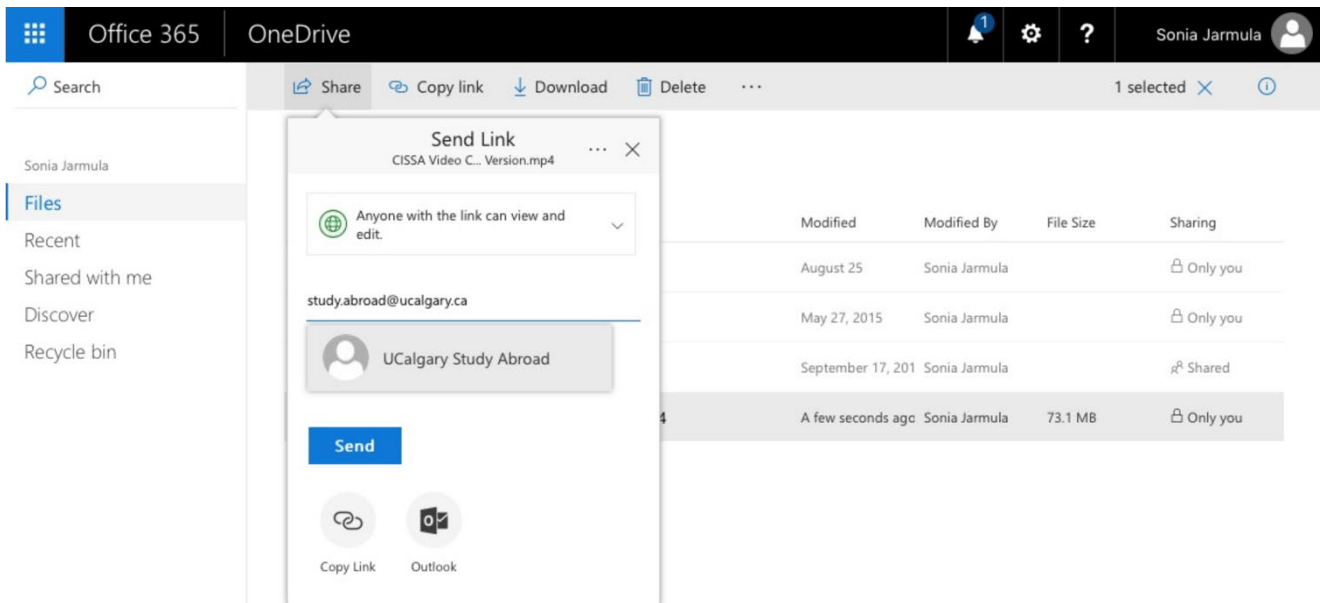 Office 365
OneDrive
1
?
Sonia Jarmula
Search
Share
Copy link
Download
Delete
...
1 selected
Sonia Jarmula
Files
Recent
Shared with me
Discover
Recycle bin
Send Link
...
CISSA Video C... Version.mp4
Anyone with the link can view and
edit.
study.abroad@ucalgary.ca
UCalgary Study Abroad
Send
Copy Link
Outlook
Modified
Modified By
File Size
Sharing
August 25
Sonia Jarmula
Only you
May 27, 2015
Sonia Jarmula
Only you
September 17, 201
Sonia Jarmula
Shared
4
A few seconds agc
Sonia Jarmula
73.1 MB
Only you